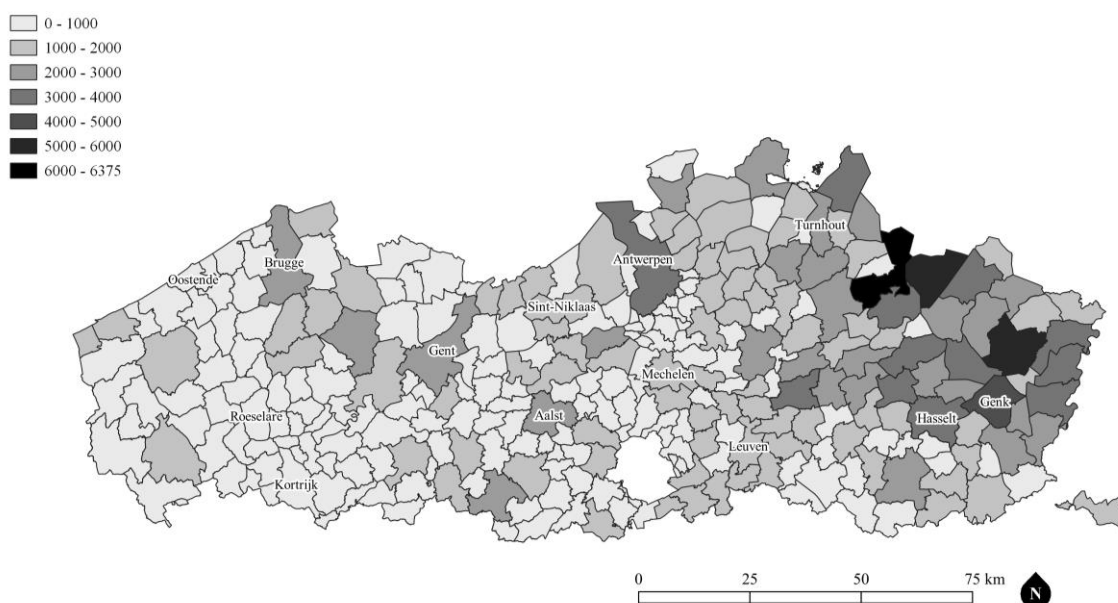 0 - 1000
1000 - 2000
2000 - 3000
3000 - 4000
4000 - 5000
5000 - 6000
6000 - 6375
Turnhout
Brugge
Antwerpen
Oostende
Sint-Niklaas
Gent
Mechelen
Genk
Roeselare
Aalst
Hasselt
Leuven
Kortrijk
0 25 50 75 km
N